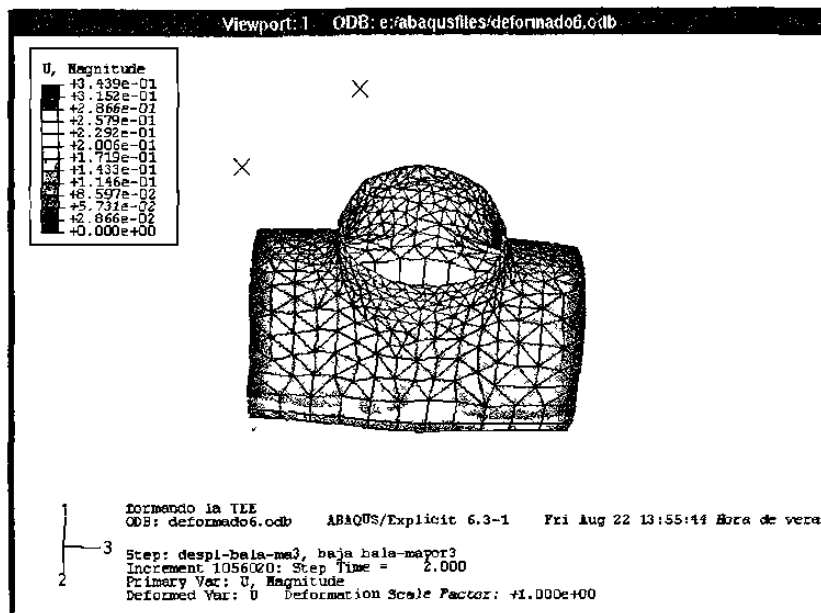 Viewport: 1 ODB: e:/abaqusfiles/deformado6.odb
U, Magnitude
+3.439e-01
+3.152e-01
+2.866e-01
+2.579e-01
+2.292e-01
+2.006e-01
+1.719e-01
+1.433e-01
+1.146e-01
+8.597e-02
+5.731e-02
+2.866e-02
+0.000e+00
1
3
2
formando la TEE
ODB: deformado6.odb ABAQUS/Explicit 6.3-1 Fri Aug 22 13:55:44 Hora de vera
Step: despl-bala-ma3, baja bala-mayor3
Increment 1056020: Step Time = 2.000
Primary Var: U, Magnitude
Deformed Var: U Deformation Scale Factor: +1.000e+00